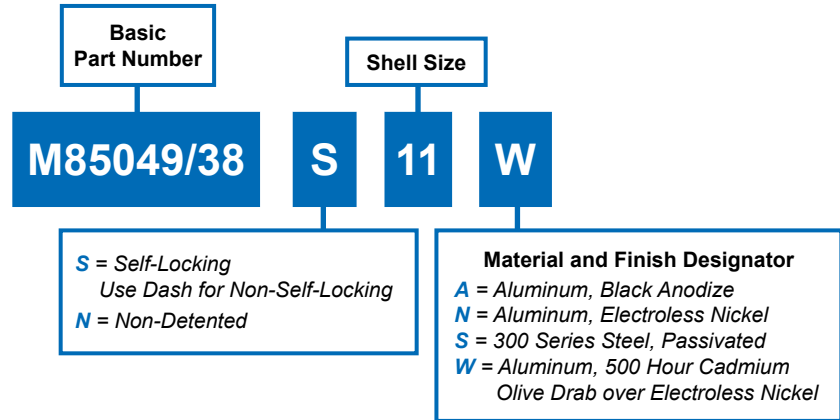 Basic
Part Number
Shell Size
M85049/38 S 11 W
S = Self-Locking
Use Dash for Non-Self-Locking
N = Non-Detented
Material and Finish Designator
A = Aluminum, Black Anodize
N = Aluminum, Electroless Nickel
S = 300 Series Steel, Passivated
W = Aluminum, 500 Hour Cadmium
Olive Drab over Electroless Nickel